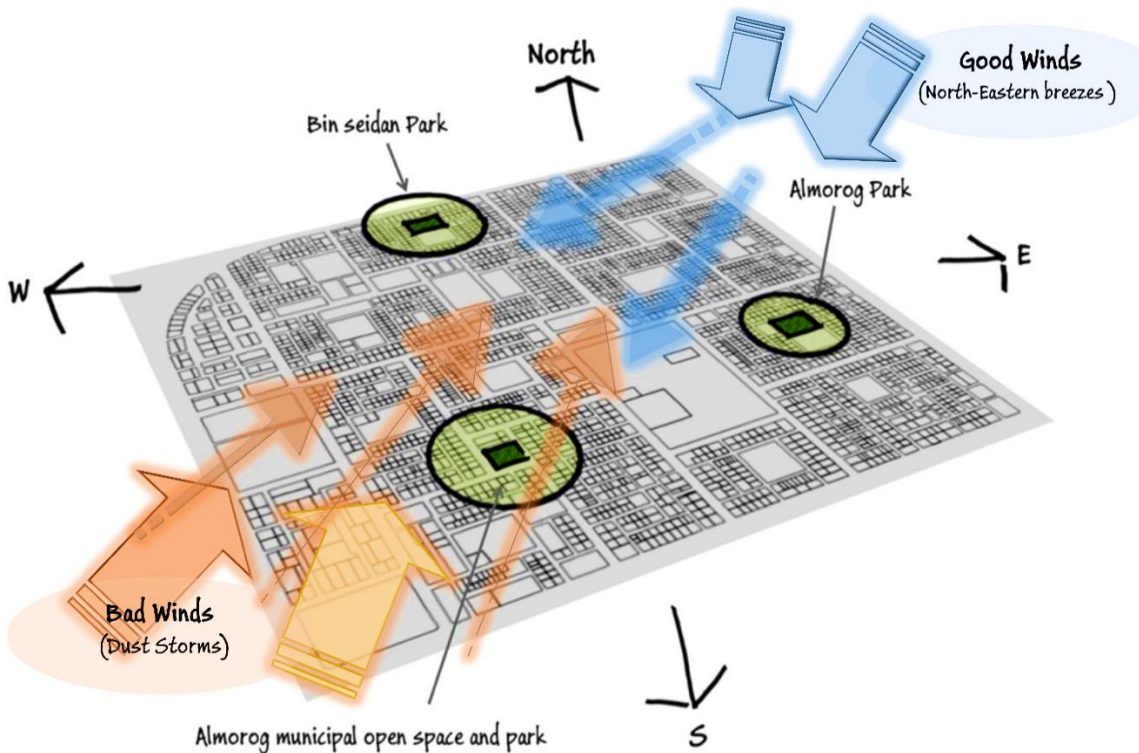 North
Good Winds
(North-Eastern breezes )
Bin seidan Park
Almorog Park
W
E
Bad Winds
(Dust Storms)
Almorog municipal open space and park
S